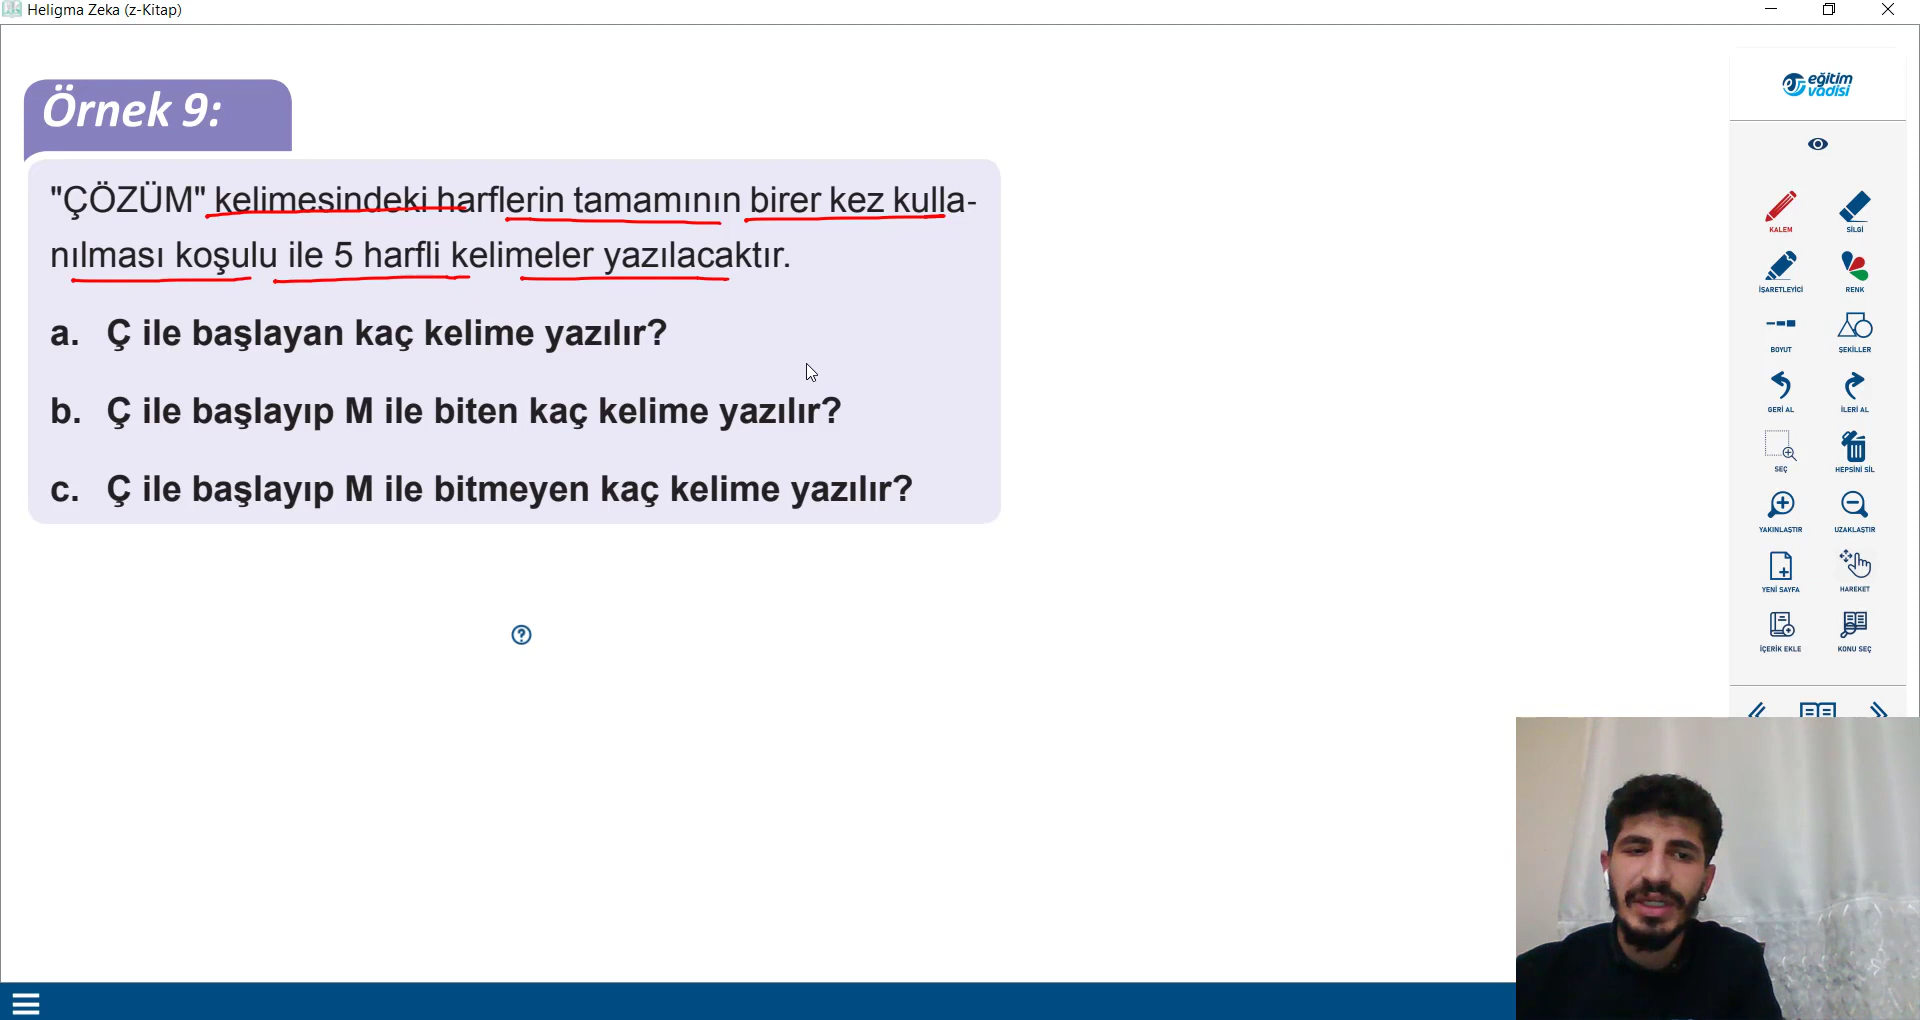 Heligma Zeka (z-Kitap)
eğitim
vadisi
Örnek 9:
"ÇÖZÜM" kelimesindeki harflerin tamamının birer kez kulla-
nılması koşulu ile 5 harfli kelimeler yazılacaktır.
a. Ç ile başlayan kaç kelime yazılır?
b. Ç ile başlayıp M ile biten kaç kelime yazılır?
c. Ç ile başlayıp M ile bitmeyen kaç kelime yazılır?
KALEM SİLGİ
İŞARETLEYİCİ RENK
BOYUT ŞEKİLLER
GERİ AL İLERİ AL
SEÇ HEPSİNİ SİL
YAKINLAŞTIR UZAKLAŞTIR
YENİ SAYFA HAREKET
İÇERİK EKLE KONU SEÇ